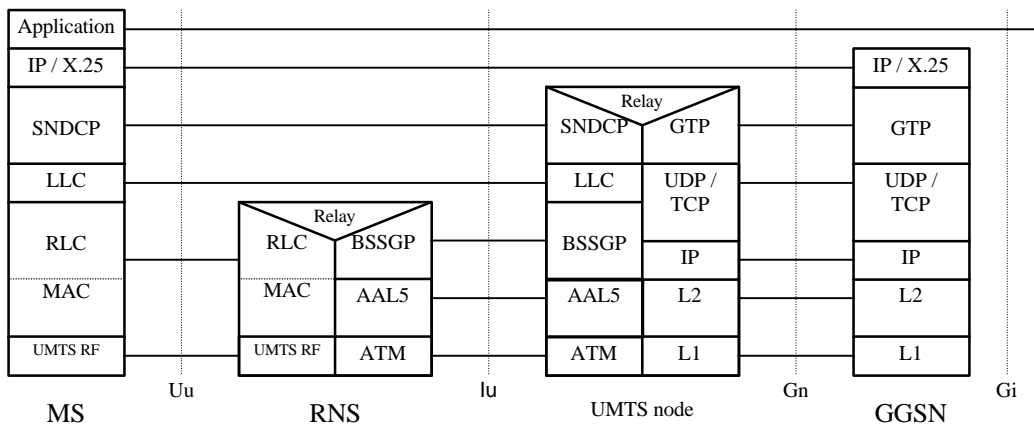 Application
IP / X.25
IP / X.25
Relay
SNDCP
SNDCP
GTP
GTP
LLC
LLC
UDP /
TCP
UDP /
TCP
Relay
RLC
RLC
BSSGP
BSSGP
IP
IP
MAC
MAC
AAL5
AAL5
L2
L2
UMTS RF
UMTS RF
ATM
ATM
L1
L1
Uu
Iu
Gn
Gi
MS
RNS
UMTS node
GGSN